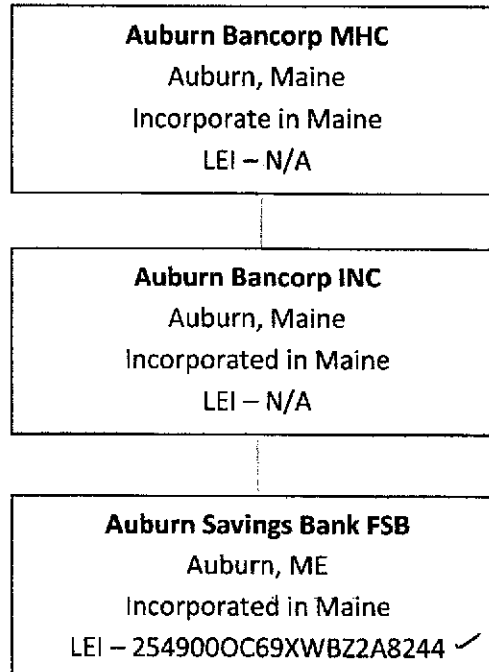 Auburn Bancorp MHC
Auburn, Maine
Incorporate in Maine
LEI – N/A
Auburn Bancorp INC
Auburn, Maine
Incorporated in Maine
LEI – N/A
Auburn Savings Bank FSB
Auburn, ME
Incorporated in Maine
LEI – 254900OC69XWBZ2A8244 ✓